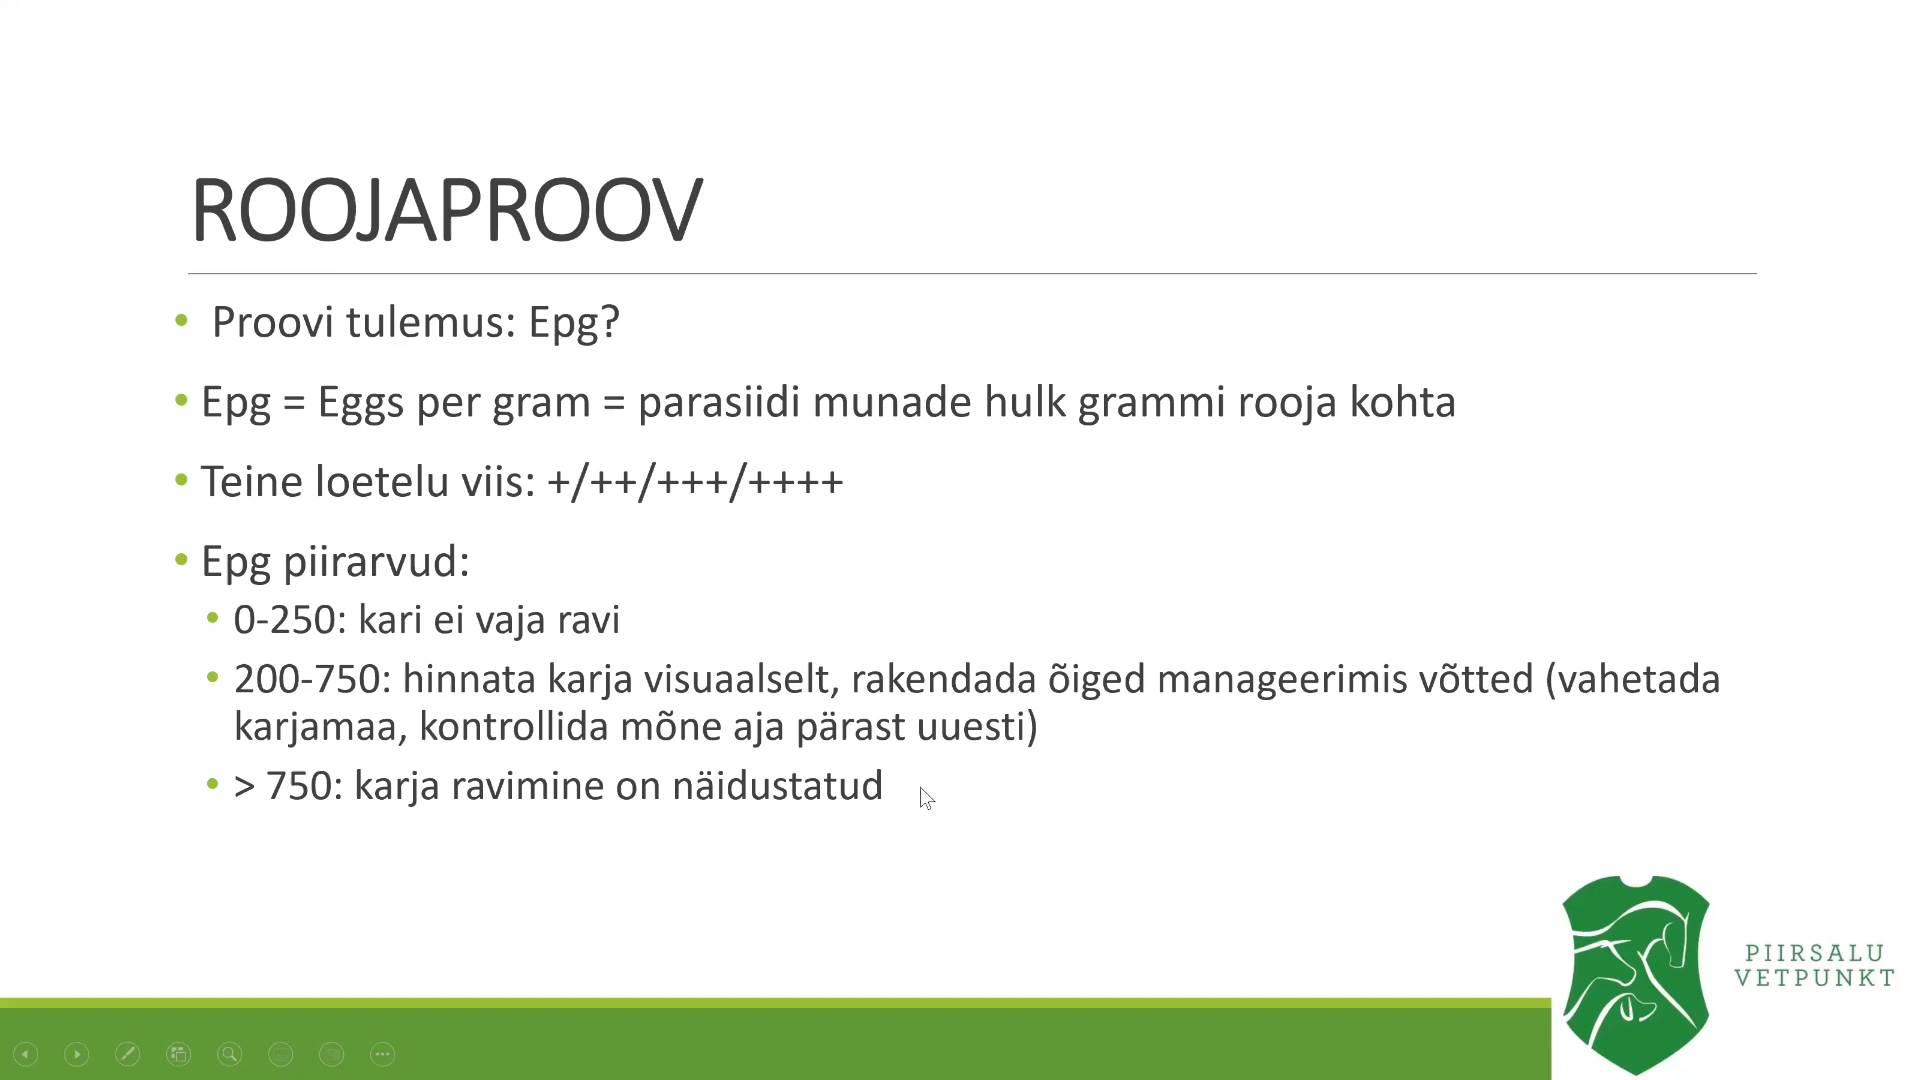 ROOJAPROOV
• Proovi tulemus: Epg?
• Epg = Eggs per gram = parasiidi munade hulk grammi rooja kohta
• Teine loetelu viis: +/++/+++/++++
• Epg piirarvud:
• 0-250: kari ei vaja ravi
• 200-750: hinnata karja visuaalselt, rakendada õiged manageerimis võtted (vahetada
karjamaa, kontrollida mõne aja pärast uuesti)
• > 750: karja ravimine on näidustatud
PIIRSALU
VETPUNKT